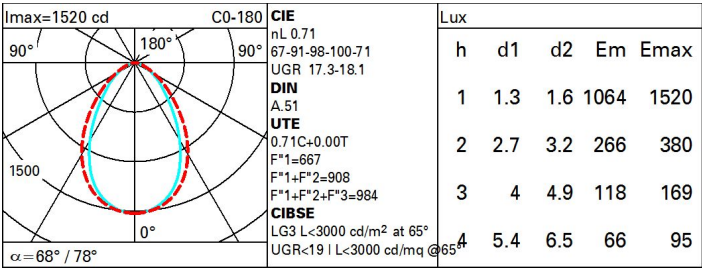 Imax=1520 cd C0-180
90° 180° 90°
1500
0°
α=68° / 78°
CIE
nL 0.71
67-91-98-100-71
UGR 17.3-18.1
DIN
A.51
UTE
0.71C+0.00T
F"1=667
F"1+F"2=908
F"1+F"2+F"3=984
CIBSE
LG3 L<3000 cd/m² at 65°
UGR<19 | L<3000 cd/mq @65°
Lux
h d1 d2 Em Emax
1 1.3 1.6 1064 1520
2 2.7 3.2 266 380
3 4 4.9 118 169
4 5.4 6.5 66 95